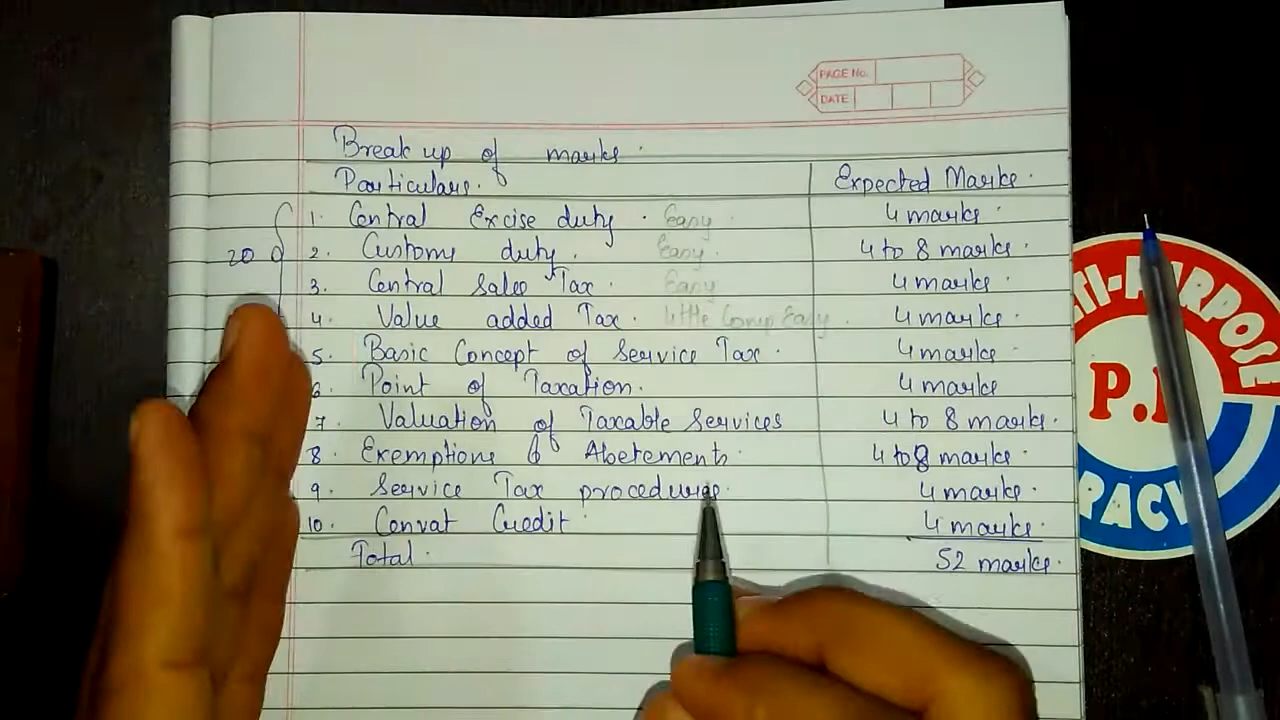 PAGE No.
DATE
Break up of marks.
Particulars. Expected Marks.
1. Central Excise duty. Easy. 4 marks.
20 2. Customs duty. Easy. 4 to 8 marks.
3. Central Sales Tax. Easy 4 marks.
4. Value added Tax. little Comp Easy. 4 marks.
5. Basic Concept of Service Tax. 4 marks.
6. Point of Taxation. 4 marks
7. Valuation of Taxable Services 4 to 8 marks.
8. Exemptions & Abetements. 4 to 8 marks.
9. Service Tax procedures. 4 marks.
10. Cenvat Credit 4 marks.
Total. 52 marks.
TI-PURPOSE
P.
PACK